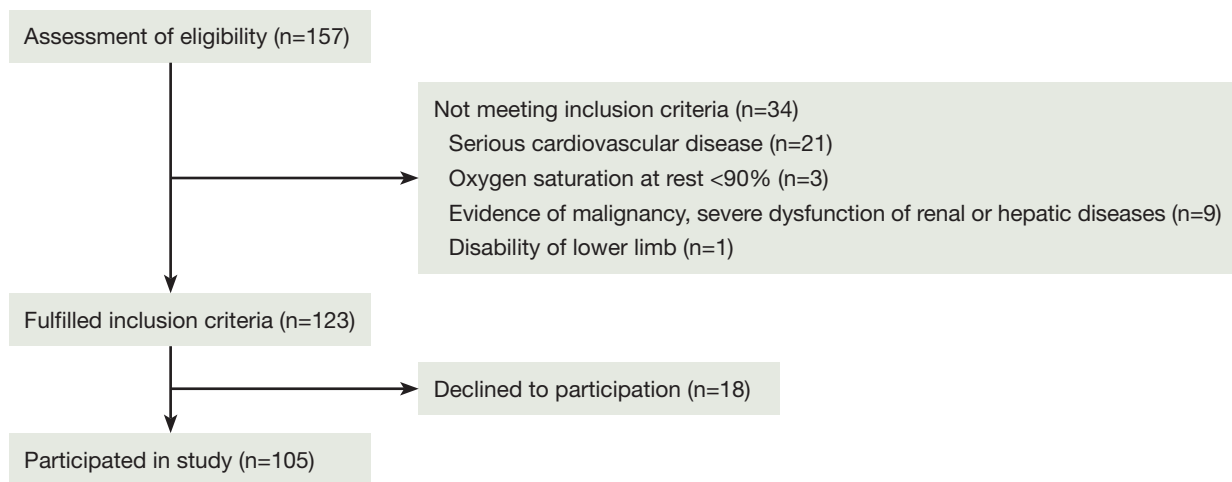 Assessment of eligibility (n=157)
Not meeting inclusion criteria (n=34)
Serious cardiovascular disease (n=21)
Oxygen saturation at rest <90% (n=3)
Evidence of malignancy, severe dysfunction of renal or hepatic diseases (n=9)
Disability of lower limb (n=1)
Fulfilled inclusion criteria (n=123)
Declined to participation (n=18)
Participated in study (n=105)